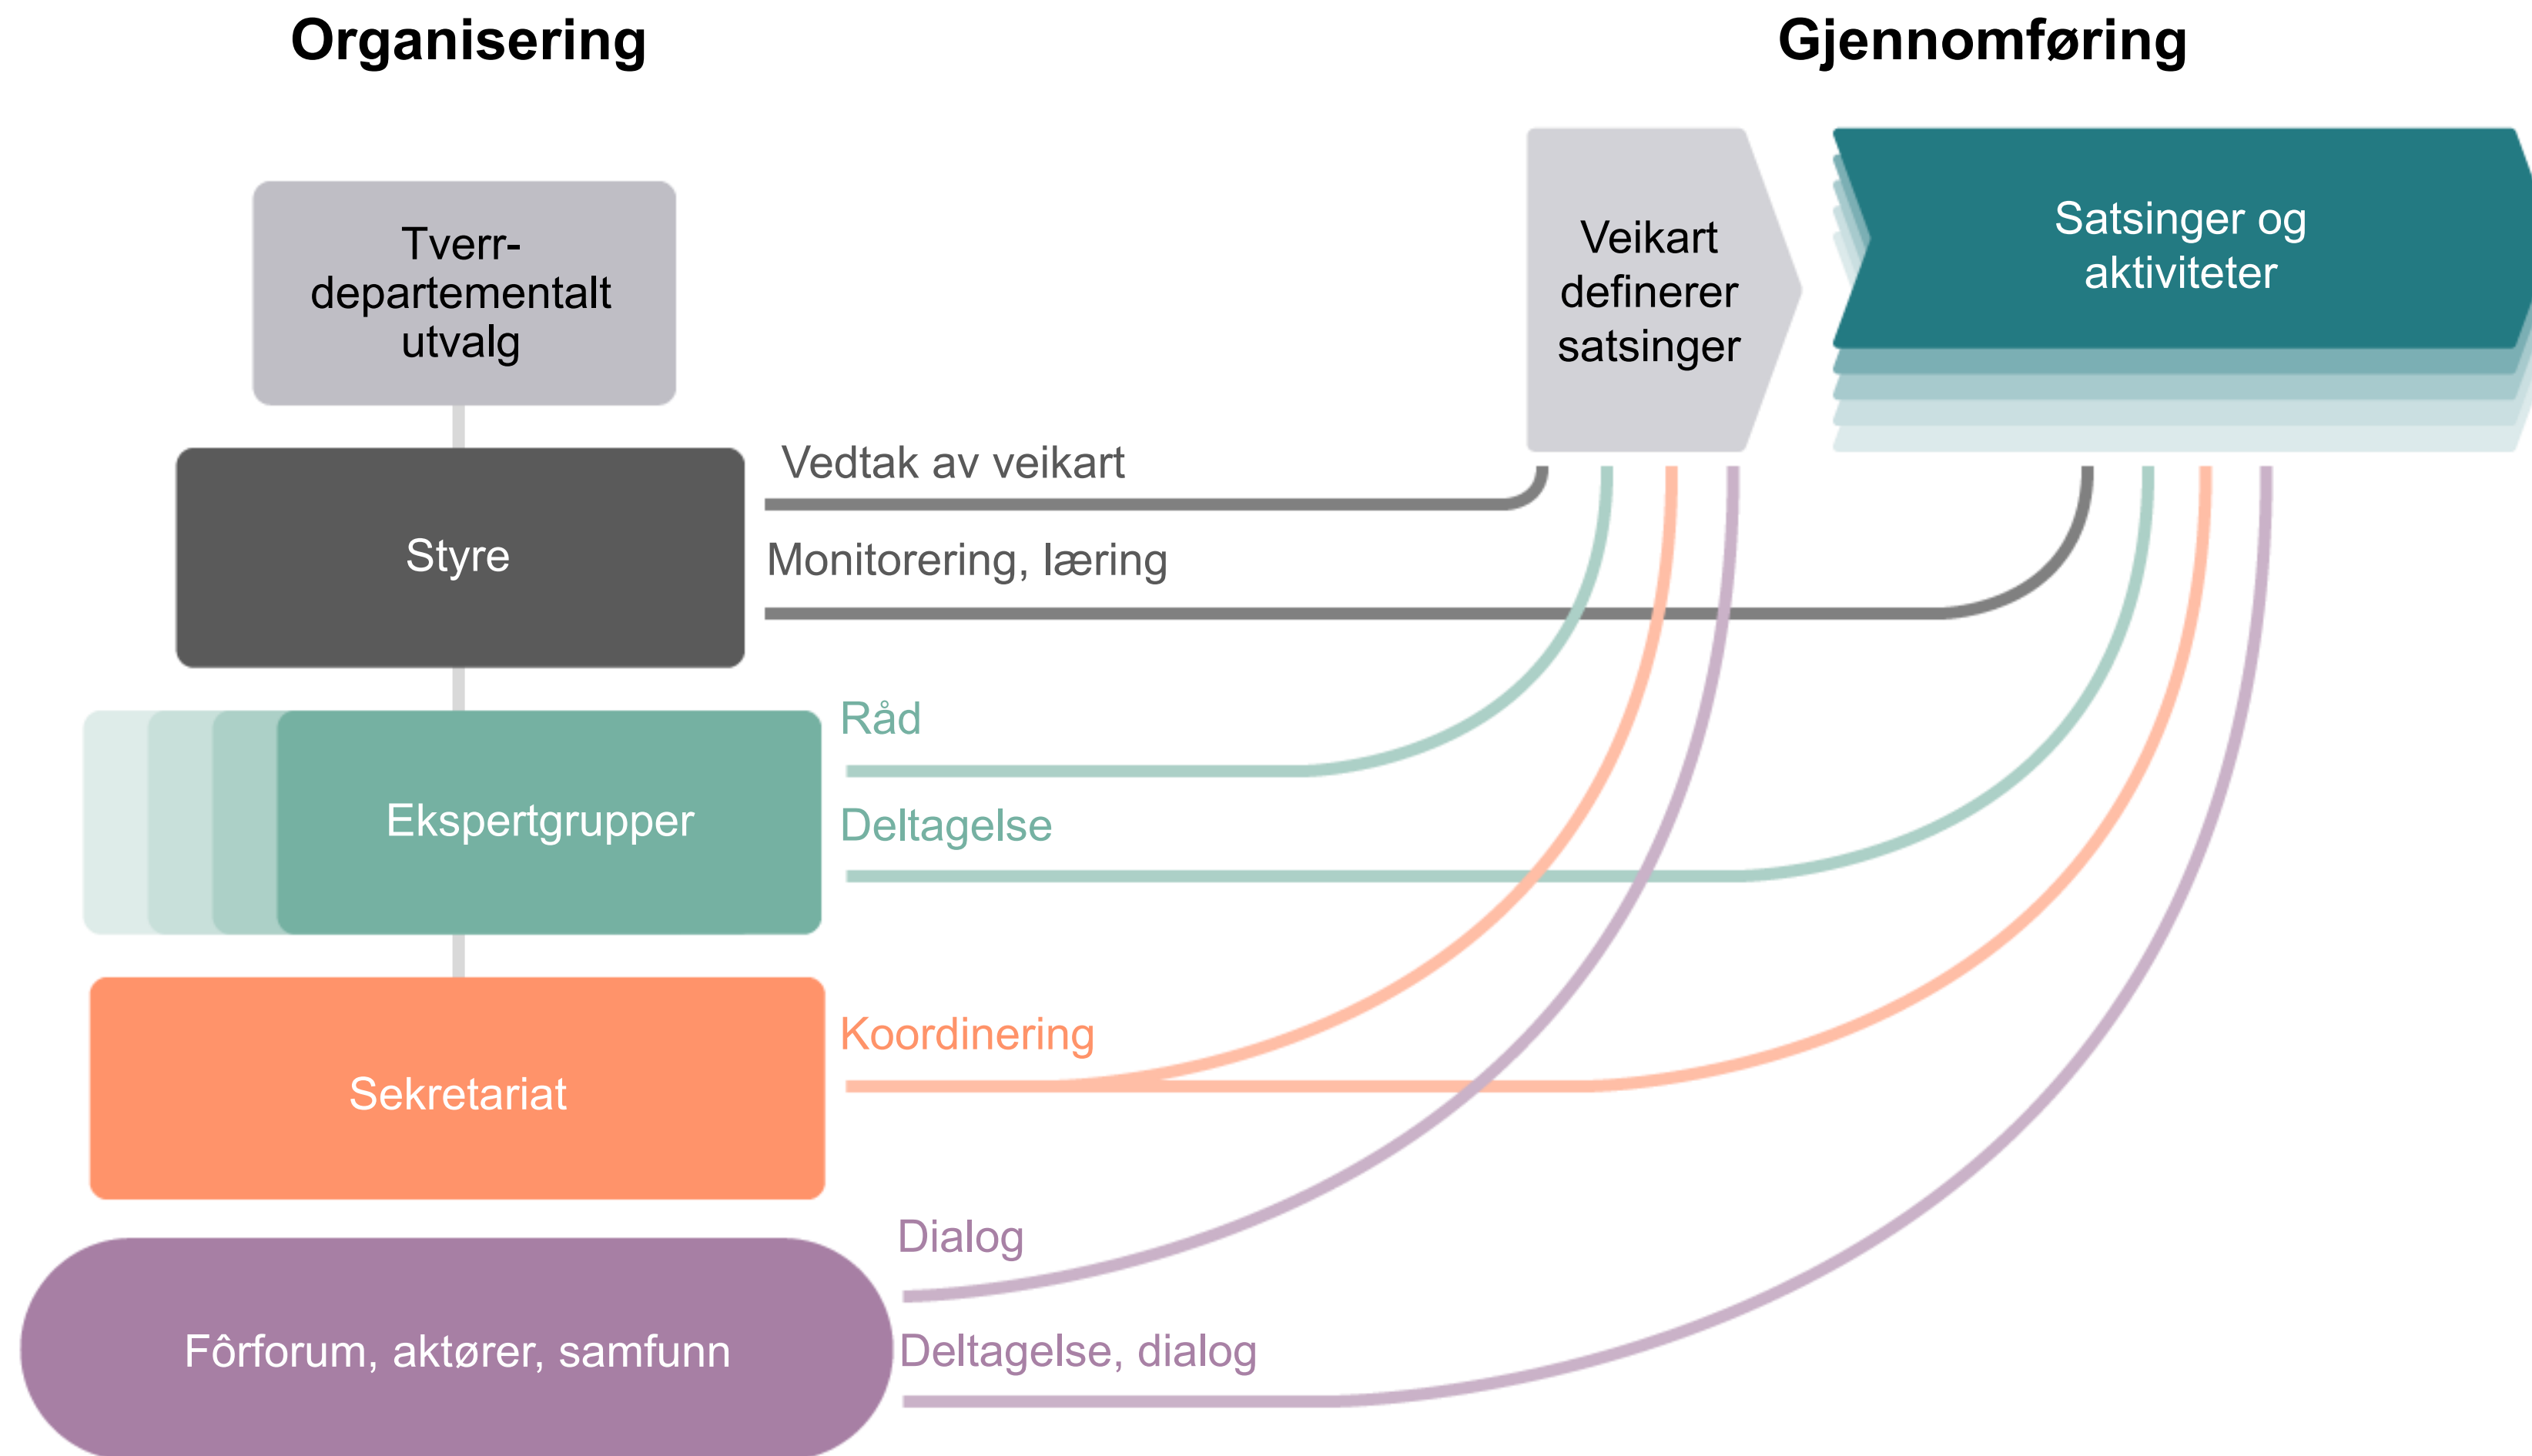 Organisering
Gjennomføring
Tverr-
departementalt
utvalg
Veikart
definerer
satsinger
Satsinger og
aktiviteter
Vedtak av veikart
Styre
Monitorering, læring
Råd
Ekspertgrupper
Deltagelse
Koordinering
Sekretariat
Dialog
Fôrforum, aktører, samfunn
Deltagelse, dialog